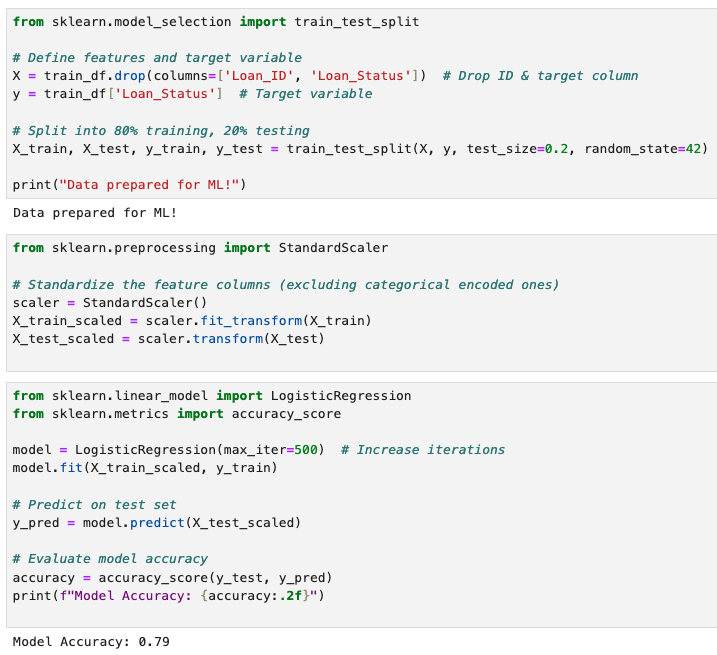 from sklearn.model_selection import train_test_split
# Define features and target variable
X = train_df.drop(columns=['Loan_ID', 'Loan_Status'])  # Drop ID & target column
y = train_df['Loan_Status']  # Target variable
# Split into 80% training, 20% testing
X_train, X_test, y_train, y_test = train_test_split(X, y, test_size=0.2, random_state=42)
print("Data prepared for ML!")
Data prepared for ML!
from sklearn.preprocessing import StandardScaler
# Standardize the feature columns (excluding categorical encoded ones)
scaler = StandardScaler()
X_train_scaled = scaler.fit_transform(X_train)
X_test_scaled = scaler.transform(X_test)
from sklearn.linear_model import LogisticRegression
from sklearn.metrics import accuracy_score
model = LogisticRegression(max_iter=500)  # Increase iterations
model.fit(X_train_scaled, y_train)
# Predict on test set
y_pred = model.predict(X_test_scaled)
# Evaluate model accuracy
accuracy = accuracy_score(y_test, y_pred)
print(f"Model Accuracy: {accuracy:.2f}")
Model Accuracy: 0.79